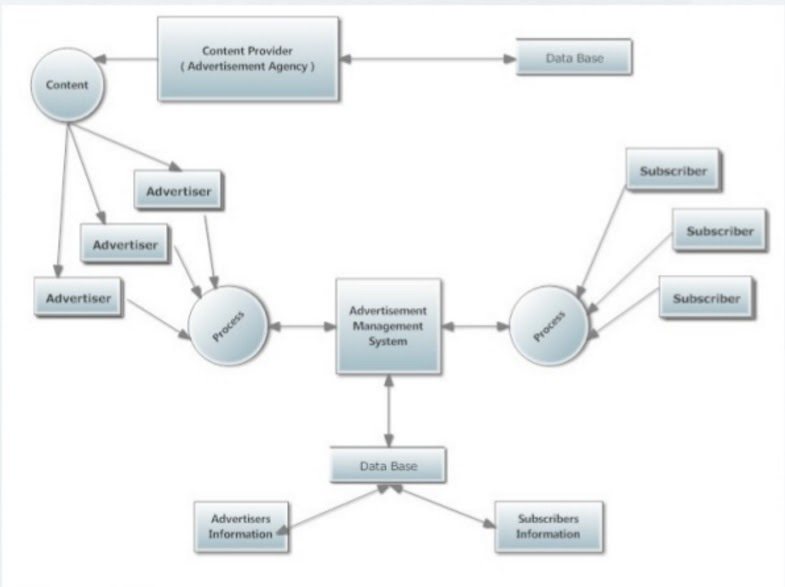 Content Provider
( Advertisement Agency )
Data Base
Content
Advertiser
Advertiser
Advertiser
Subscriber
Subscriber
Subscriber
Process
Advertisement
Management
System
Process
Data Base
Advertisers
Information
Subscribers
Information